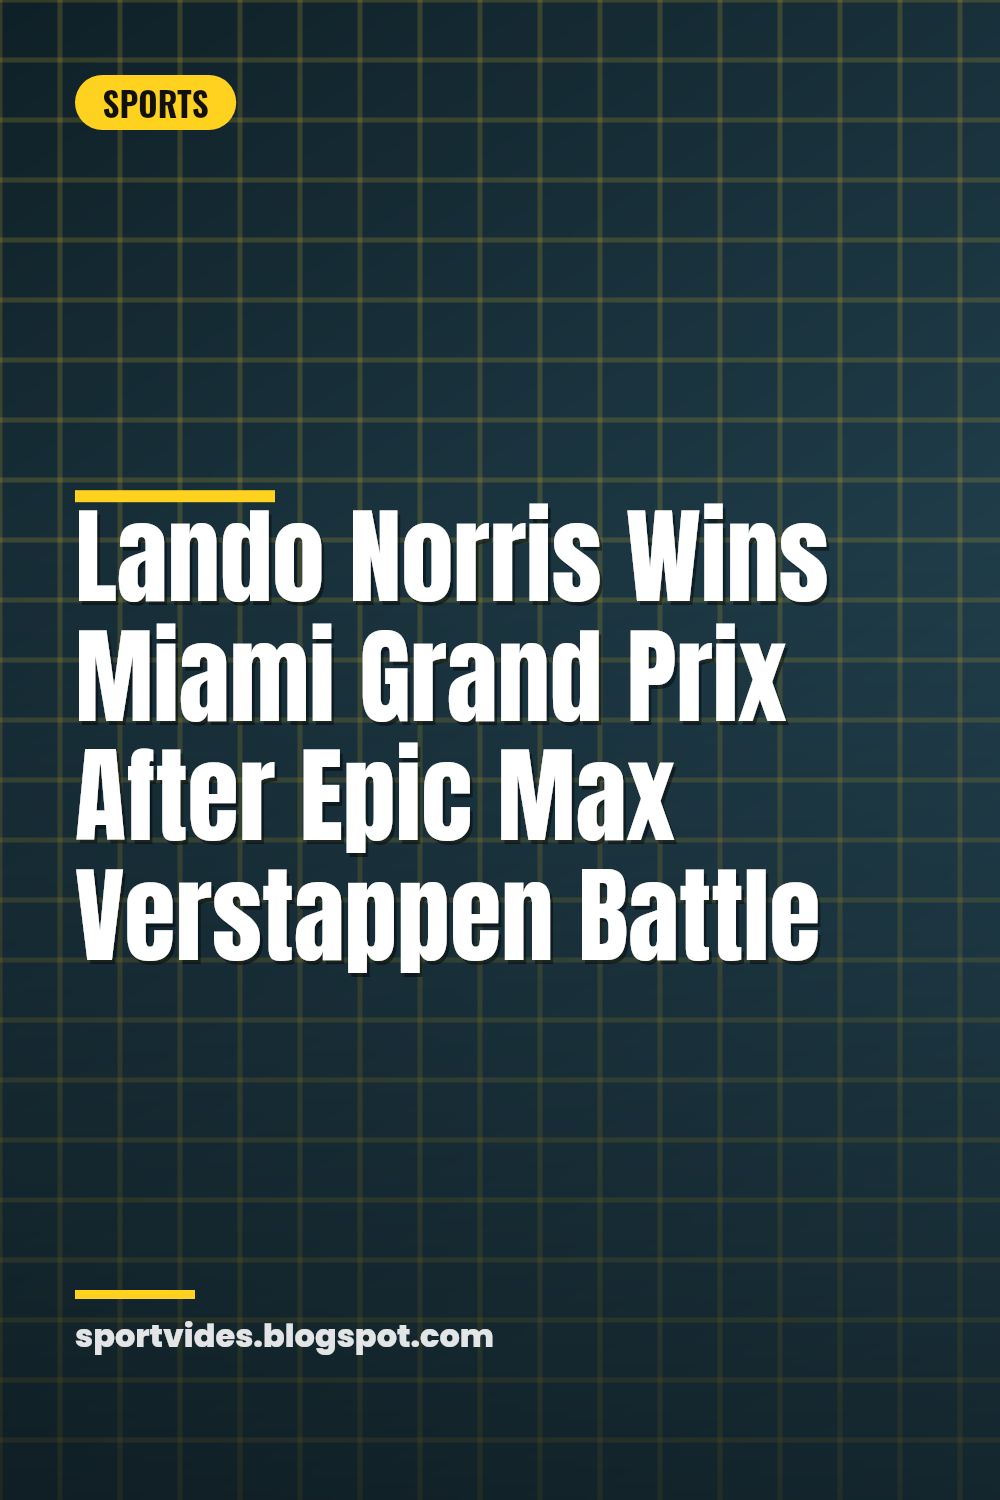 SPORTS
Lando Norris Wins
Miami Grand Prix
After Epic Max
Verstappen Battle
sportvides.blogspot.com